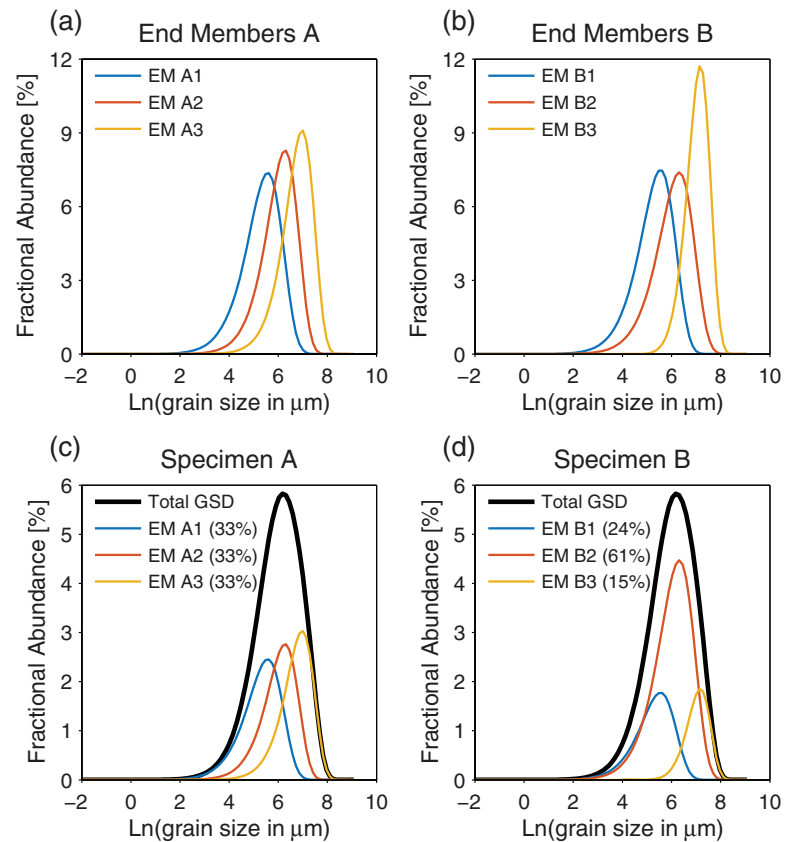 (a)
End Members A
Fractional Abundance [%]
12
9
6
3
0
EM A1
EM A2
EM A3
−2 0 2 4 6 8 10
Ln(grain size in μm)
(b)
End Members B
Fractional Abundance [%]
12
9
6
3
0
EM B1
EM B2
EM B3
−2 0 2 4 6 8 10
Ln(grain size in μm)
(c)
Specimen A
Fractional Abundance [%]
6
5
4
3
2
1
0
Total GSD
EM A1 (33%)
EM A2 (33%)
EM A3 (33%)
−2 0 2 4 6 8 10
Ln(grain size in μm)
(d)
Specimen B
Fractional Abundance [%]
6
5
4
3
2
1
0
Total GSD
EM B1 (24%)
EM B2 (61%)
EM B3 (15%)
−2 0 2 4 6 8 10
Ln(grain size in μm)